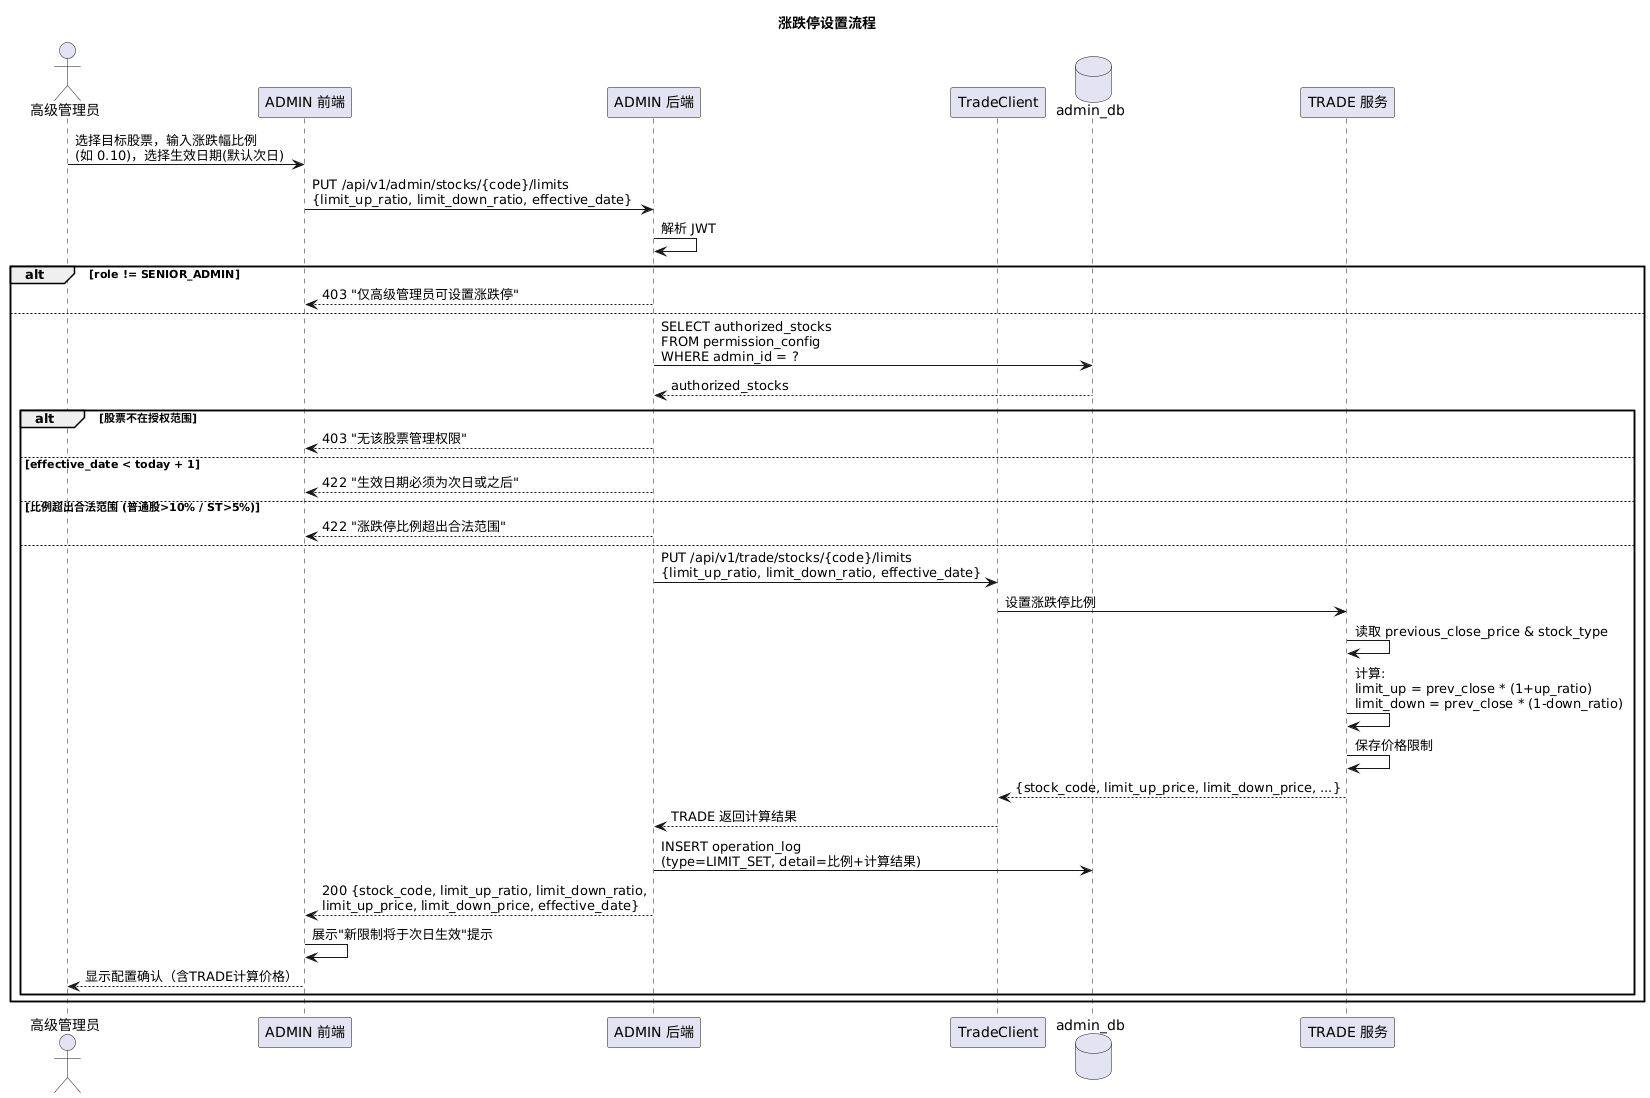 涨跌停设置流程
高级管理员
ADMIN 前端
ADMIN 后端
TradeClient
admin_db
TRADE 服务
选择目标股票，输入涨跌幅比例
(如 0.10)，选择生效日期(默认次日)
PUT /api/v1/admin/stocks/{code}/limits
{limit_up_ratio, limit_down_ratio, effective_date}
解析 JWT
alt
[role != SENIOR_ADMIN]
403 "仅高级管理员可设置涨跌停"
SELECT authorized_stocks
FROM permission_config
WHERE admin_id = ?
authorized_stocks
alt
[股票不在授权范围]
403 "无该股票管理权限"
[effective_date < today + 1]
422 "生效日期必须为次日或之后"
[比例超出合法范围 (普通股>10% / ST>5%)]
422 "涨跌停比例超出合法范围"
PUT /api/v1/trade/stocks/{code}/limits
{limit_up_ratio, limit_down_ratio, effective_date}
设置涨跌停比例
读取 previous_close_price & stock_type
计算:
limit_up = prev_close * (1+up_ratio)
limit_down = prev_close * (1-down_ratio)
保存价格限制
{stock_code, limit_up_price, limit_down_price, ...}
TRADE 返回计算结果
INSERT operation_log
(type=LIMIT_SET, detail=比例+计算结果)
200 {stock_code, limit_up_ratio, limit_down_ratio,
limit_up_price, limit_down_price, effective_date}
展示"新限制将于次日生效"提示
显示配置确认（含TRADE计算价格）
高级管理员
ADMIN 前端
ADMIN 后端
TradeClient
admin_db
TRADE 服务